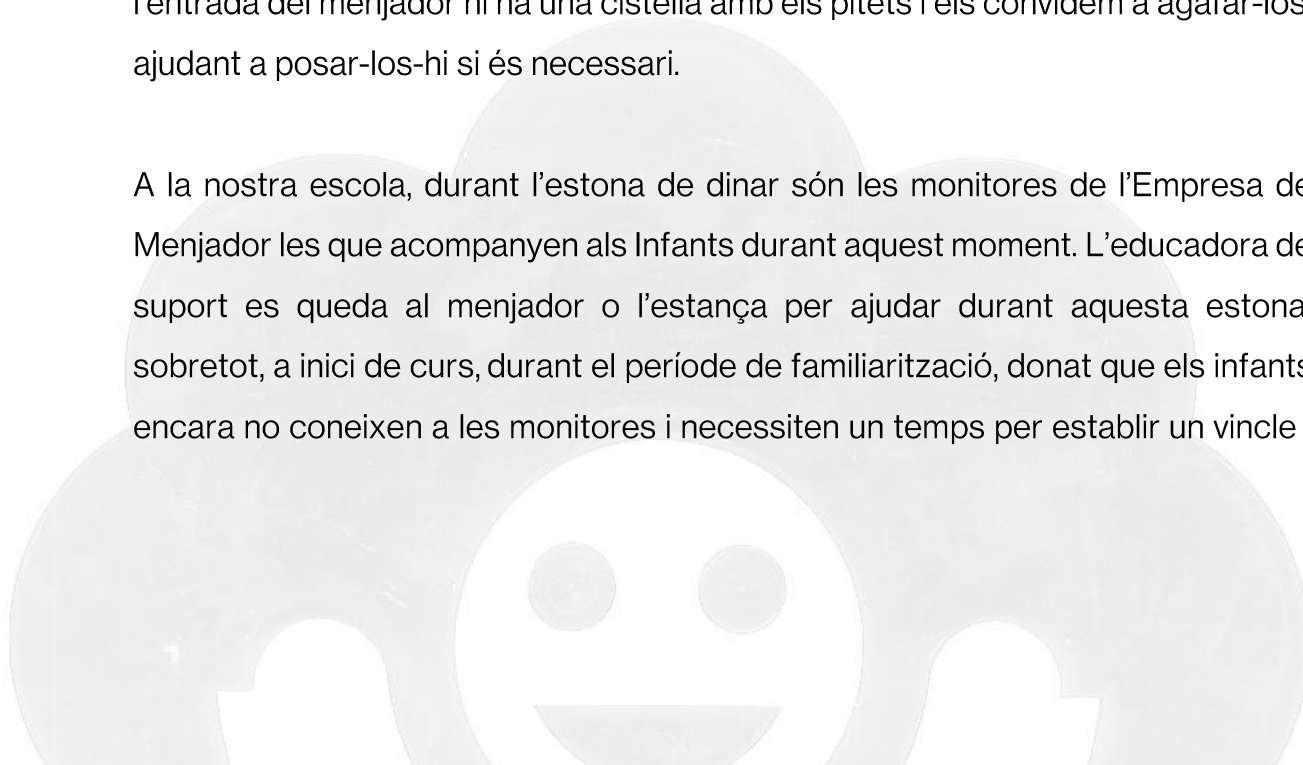 l'entrada del menjador hi ha una cistella amb els pitets i els convidem a agafar-los
ajudant a posar-los-hi si és necessari.
A la nostra escola, durant l’estona de dinar són les monitores de l’Empresa de
Menjador les que acompanyen als Infants durant aquest moment. L’educadora de
suport es queda al menjador o l’estança per ajudar durant aquesta estona
sobretot, a inici de curs, durant el període de familiarització, donat que els infants
encara no coneixen a les monitores i necessiten un temps per establir un vincle